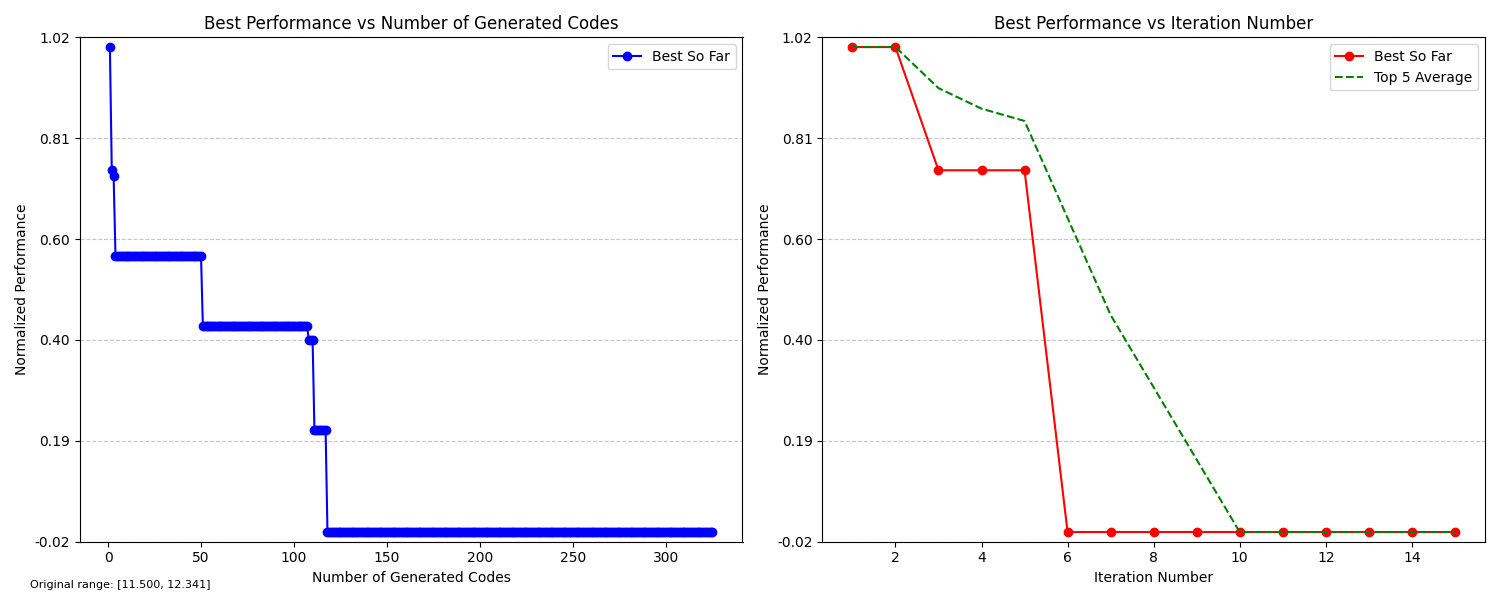 Best Performance vs Number of Generated Codes
Normalized Performance
1.02
0.81
0.60
0.40
0.19
-0.02
Best So Far
0 50 100 150 200 250 300
Number of Generated Codes
Original range: [11.500, 12.341]
Best Performance vs Iteration Number
Normalized Performance
1.02
0.81
0.60
0.40
0.19
-0.02
Best So Far
Top 5 Average
2 4 6 8 10 12 14
Iteration Number